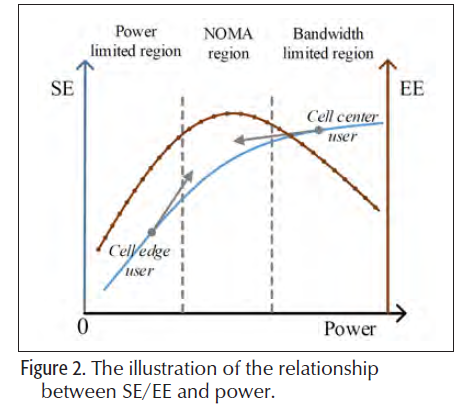 Power
limited region
NOMA
region
Bandwidth
limited region
SE
EE
Cell center
user
Cell edge
user
0
Power
Figure 2. The illustration of the relationship
between SE/EE and power.